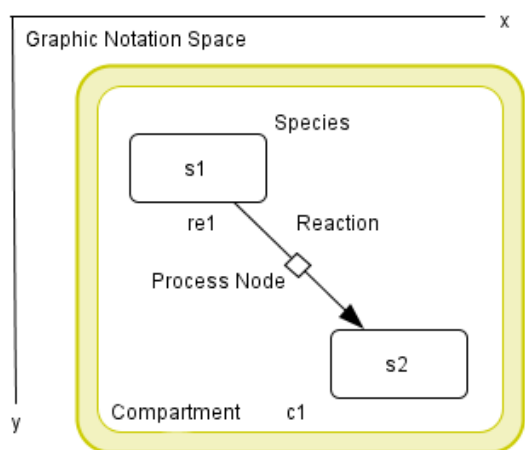 x
Graphic Notation Space
Species
s1
re1 Reaction
Process Node
s2
Compartment c1
y